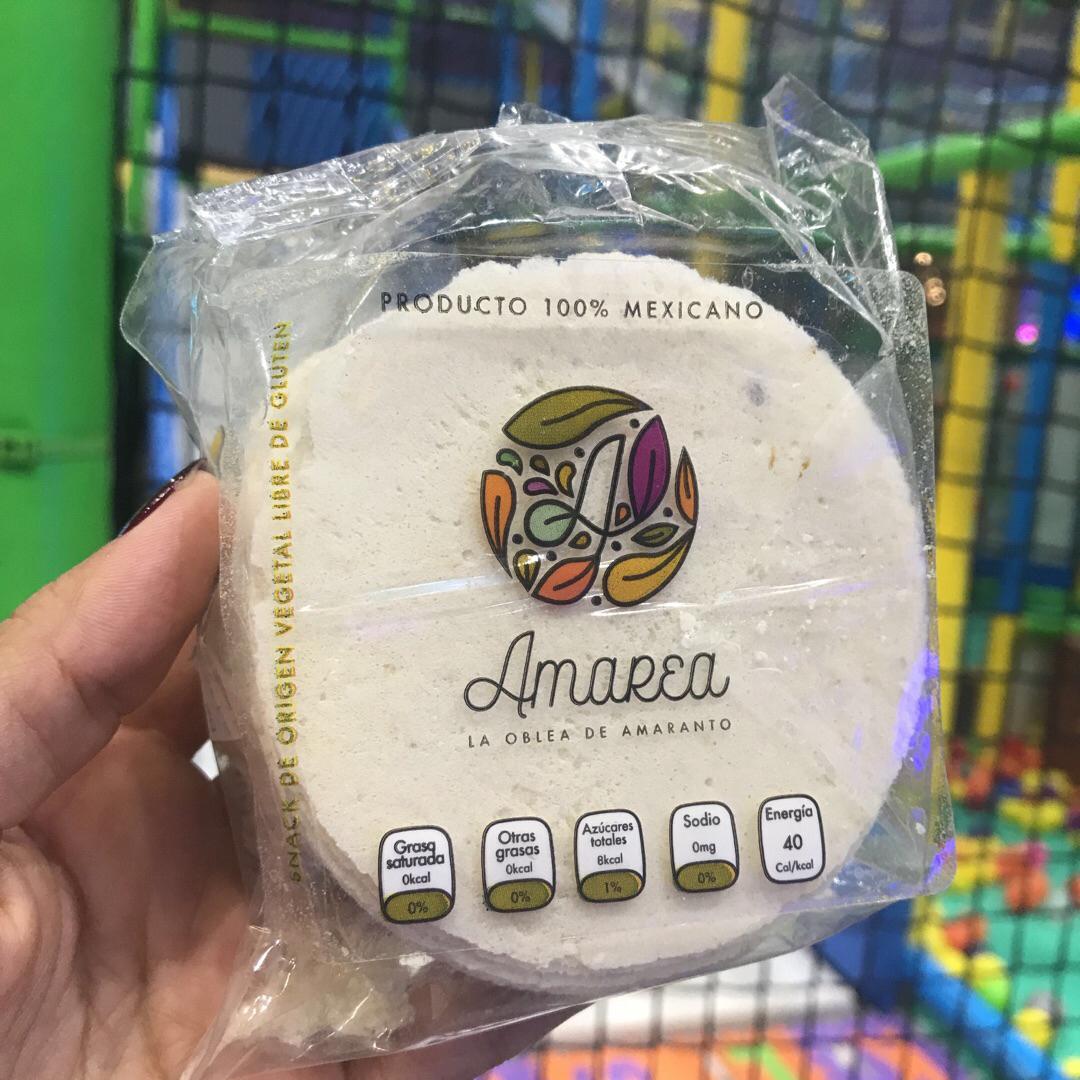 PRODUCTO 100% MEXICANO
SNACK DE ORIGEN VEGETAL LIBRE DE GLUTEN
A
Amarea
LA OBLEA DE AMARANTO
Grasa
saturada
0kcal
0%
Otras
grasas
0kcal
0%
Azúcares
totales
8kcal
1%
Sodio
0mg
0%
Energía
40
Cal/kcal